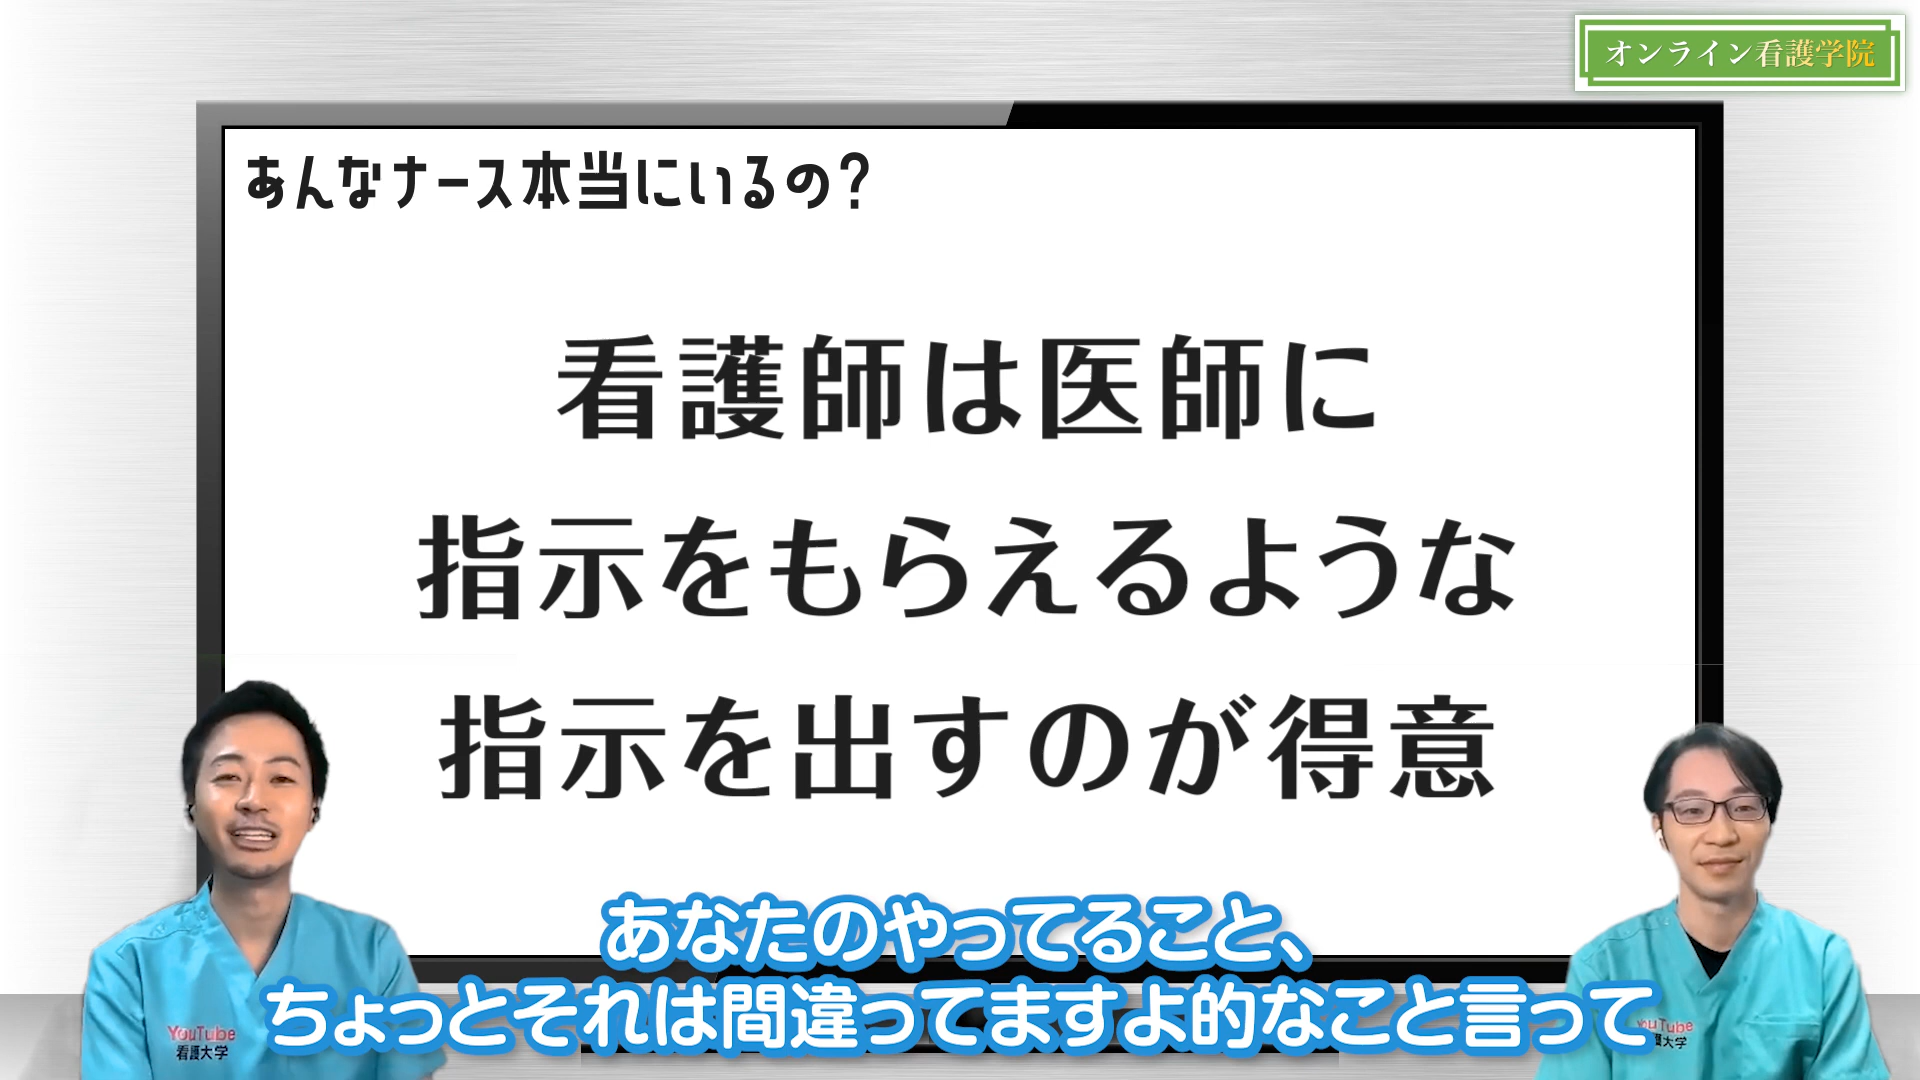 オンライン看護学院
あんなナース本当にいるの？
看護師は医師に
指示をもらえるような
指示を出すのが得意
あなたのやってること、
ちょっとそれは間違ってますよ的なこと言って
YouTube
看護大学
uTube
護大学